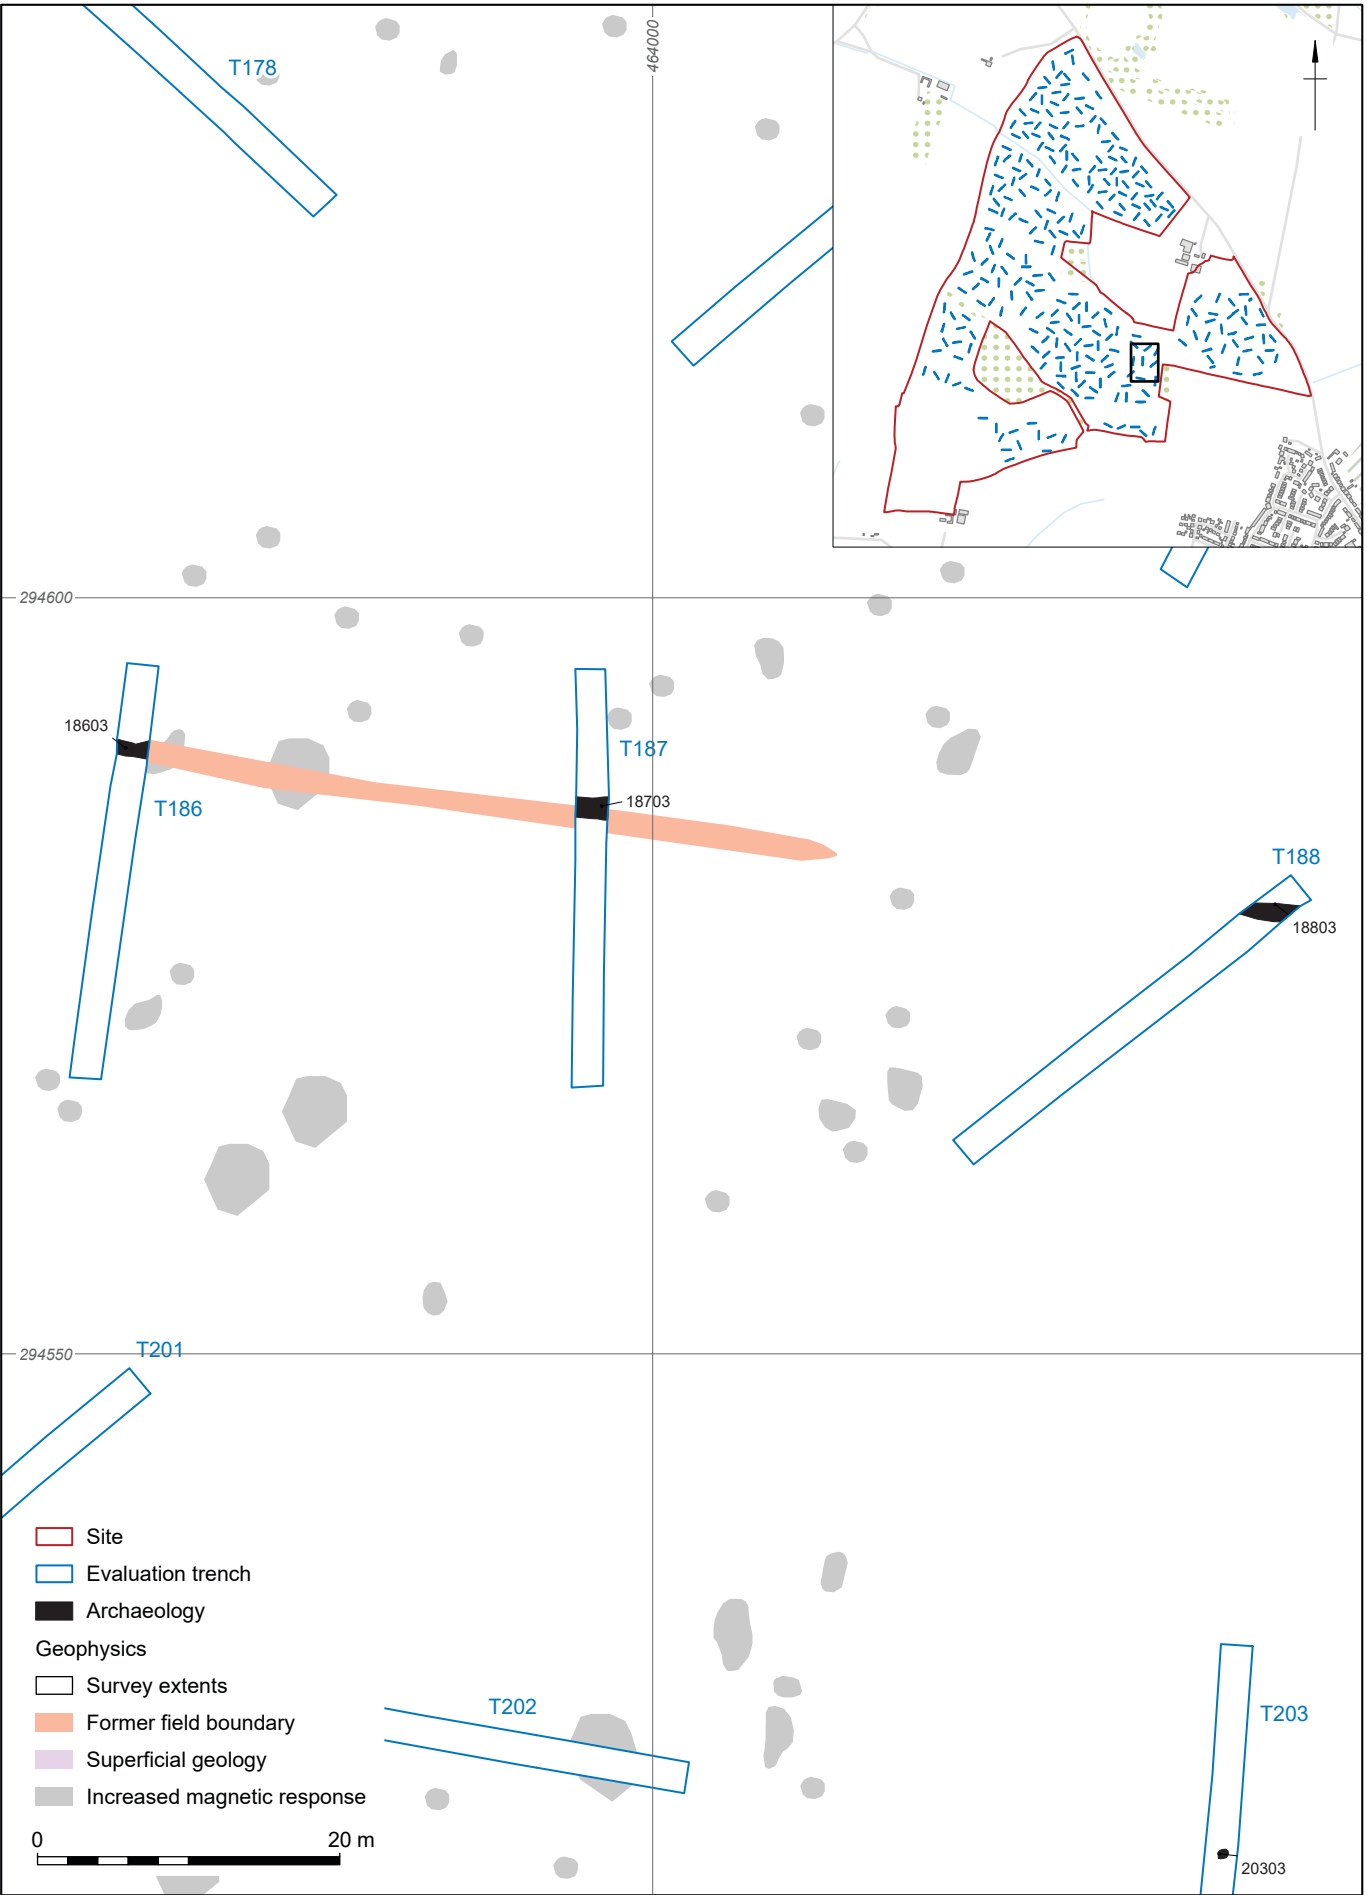 T178
464000
294600
18603
T186
T187
18703
T188
18803
294550
T201
Site
Evaluation trench
Archaeology
Geophysics
Survey extents
Former field boundary
Superficial geology
Increased magnetic response
0 20 m
T202
T203
20303